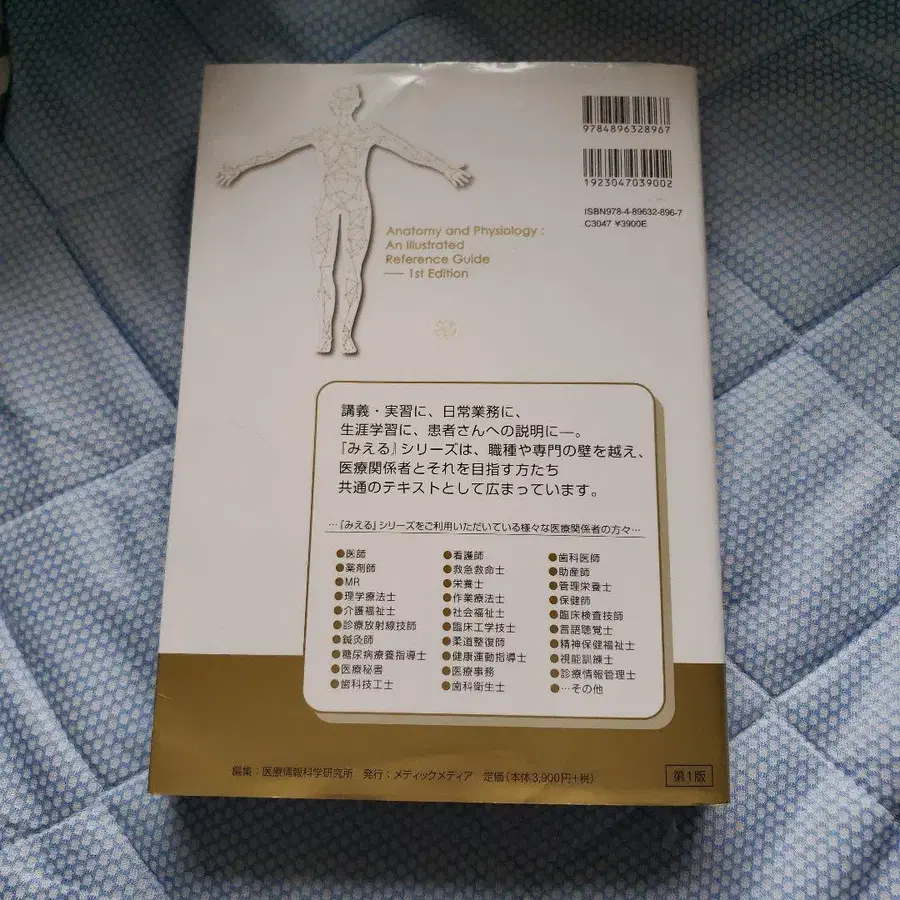 9784896328967
1923047039002
ISBN978-4-89632-896-7
C3047 ¥3900E
Anatomy and Physiology :
An Illustrated
Reference Guide
— 1st Edition
講義・実習に、日常業務に、
生涯学習に、患者さんへの説明に―。
『みえる』シリーズは、職種や専門の壁を越え、
医療関係者とそれを目指す方たち
共通のテキストとして広まっています。
…『みえる』シリーズをご利用いただいている様々な医療関係者の方々…
●医師 ●看護師 ●歯科医師
●薬剤師 ●救急救命士 ●助産師
●MR ●栄養士 ●管理栄養士
●理学療法士 ●作業療法士 ●保健師
●介護福祉士 ●社会福祉士 ●臨床検査技師
●診療放射線技師 ●臨床工学技士 ●言語聴覚士
●鍼灸師 ●柔道整復師 ●精神保健福祉士
●糖尿病療養指導士 ●健康運動指導士 ●視能訓練士
●医療秘書 ●医療事務 ●診療情報管理士
●歯科技工士 ●歯科衛生士 ●…その他
編集：医療情報科学研究所 発行：メディックメディア 定価（本体3,900円+税） 第1版